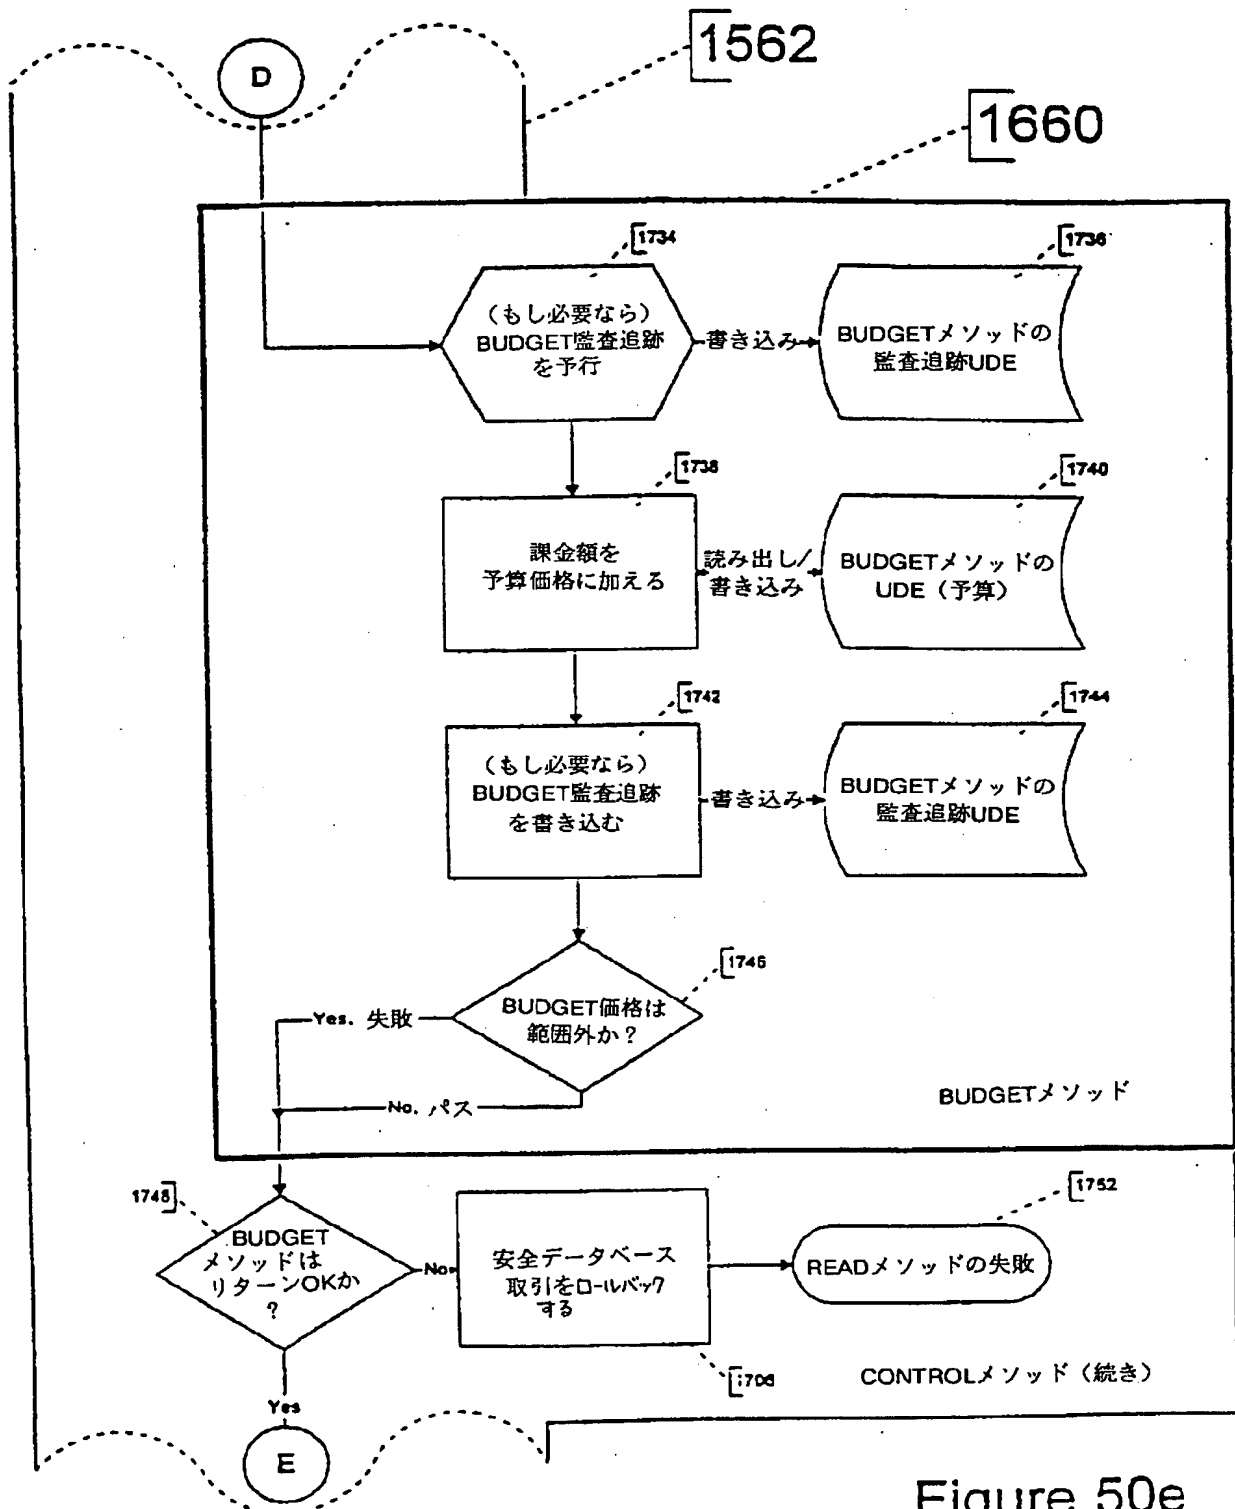 1562
D
1660
1734
1736
(もし必要なら)
BUDGET監査追跡
を予行
書き込み
BUDGETメソッドの
監査追跡UDE
1738
1740
課金額を
予算価格に加える
読み出し/
書き込み
BUDGETメソッドの
UDE(予算)
1742
1744
(もし必要なら)
BUDGET監査追跡
を書き込む
書き込み
BUDGETメソッドの
監査追跡UDE
1746
BUDGET価格は
範囲外か?
Yes. 失敗
No. パス
BUDGETメソッド
1748
1752
BUDGET
メソッドは
リターンOKか
?
No
安全データベース
取引をロールバック
する
READメソッドの失敗
1706
CONTROLメソッド(続き)
Yes
E
Figure 50e